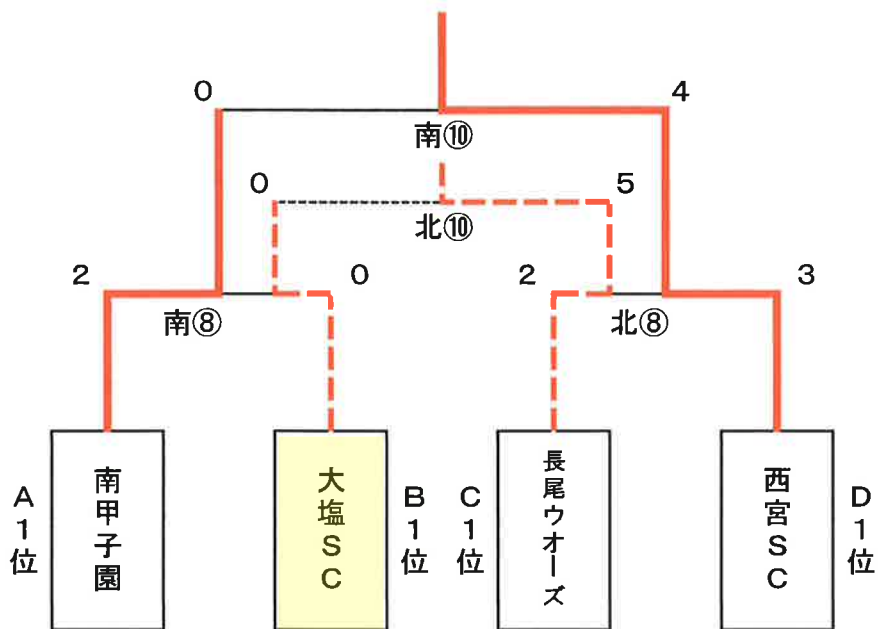 0 4
南⑩
0 5
北⑩
2 0 2 3
南⑧ 北⑧
A1位
南甲子園
大塩SC
B1位
C1位
長尾ウオーズ
西宮SC
D1位